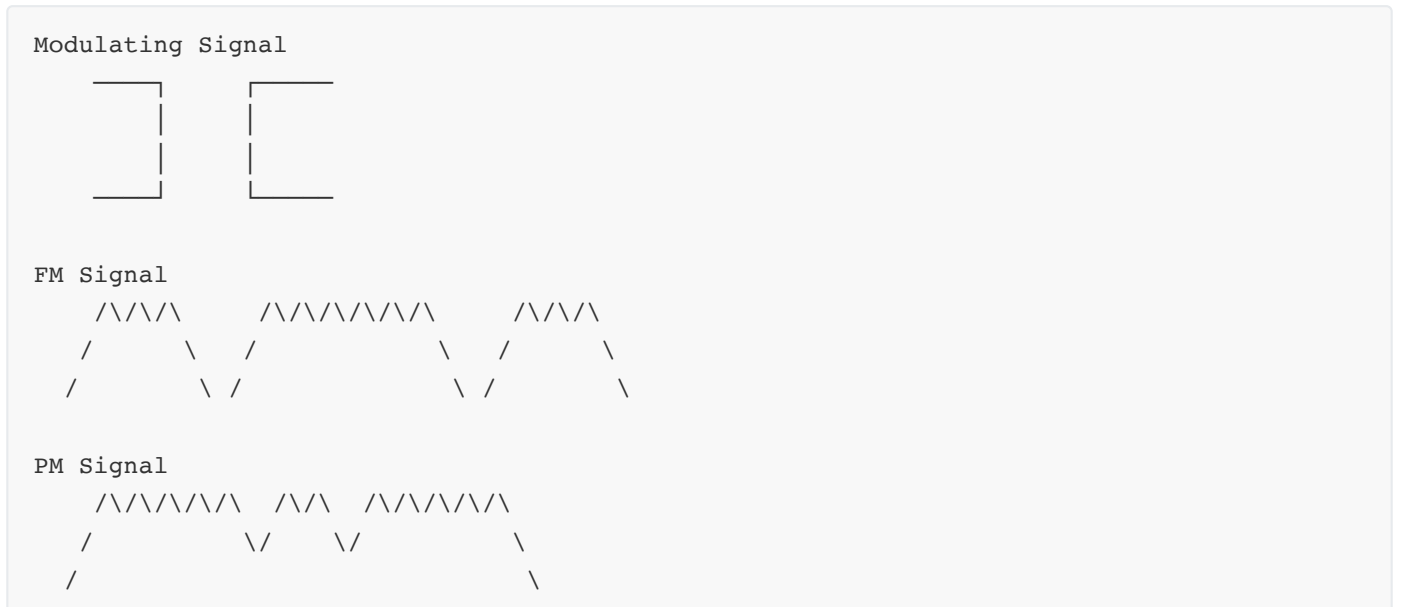 Modulating Signal
────┐     ┌─────
    │     │
    │     │
────┘     └─────
FM Signal
    /\/\/\     /\/\/\/\/\/\     /\/\/\
   /      \   /            \   /      \
  /        \ /              \ /        \
PM Signal
    /\/\/\/\/\  /\/\  /\/\/\/\/\
   /          \/    \/          \
  /                              \